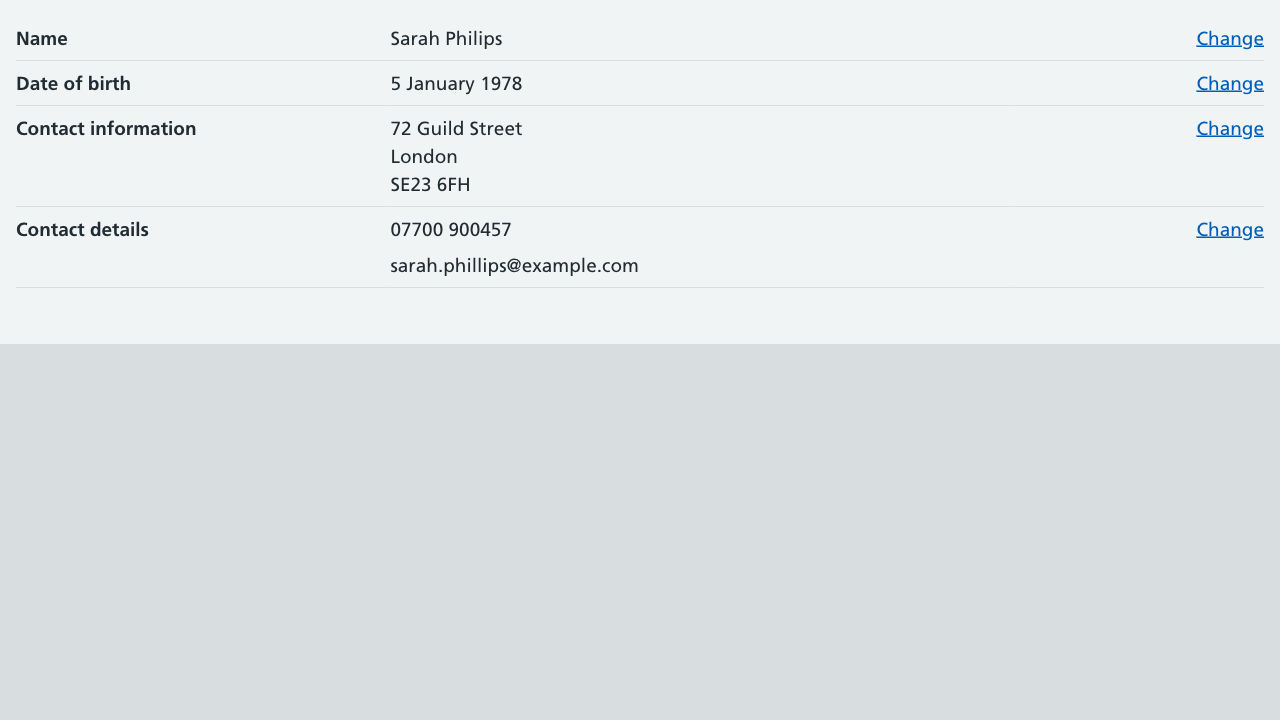 Name Sarah Philips Change
Date of birth 5 January 1978 Change
Contact information 72 Guild Street Change
London
SE23 6FH
Contact details 07700 900457 Change
sarah.phillips@example.com